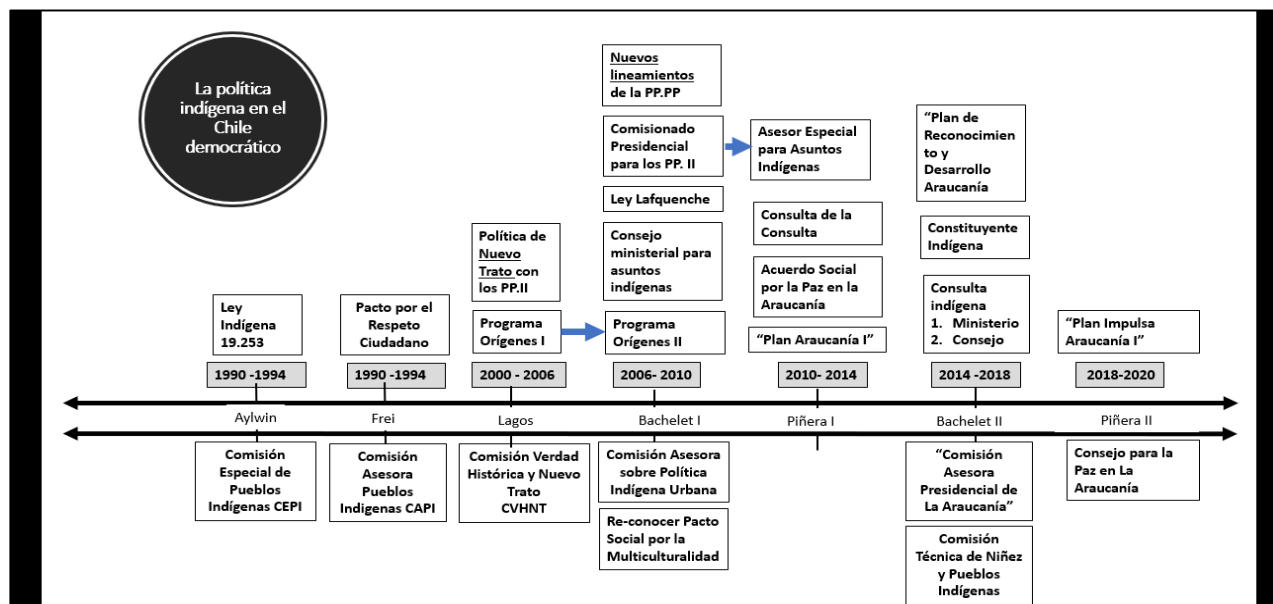 La política
indígena en el
Chile
democrático
Nuevos
lineamientos
de la PP.PP
Comisionado
Presidencial
para los PP. II
Asesor Especial
para Asuntos
Indígenas
“Plan de
Reconocimien
to y
Desarrollo
Araucanía
Ley Lafquenche
Política de
Nuevo
Trato con
los PP.II
Consejo
ministerial para
asuntos
indígenas
Consulta de la
Consulta
Constituyente
Indígena
Acuerdo Social
por la Paz en la
Araucanía
Ley
Indígena
19.253
Pacto por el
Respeto
Ciudadano
Programa
Orígenes I
Programa
Orígenes II
“Plan Araucanía I”
Consulta
indígena
1. Ministerio
2. Consejo
“Plan Impulsa
Araucanía I”
1990 -1994
1990 -1994
2000 - 2006
2006- 2010
2010- 2014
2014 -2018
2018-2020
Aylwin
Frei
Lagos
Bachelet I
Piñera I
Bachelet II
Piñera II
Comisión
Especial de
Pueblos
Indígenas CEPI
Comisión
Asesora
Pueblos
Indigenas CAPI
Comisión Verdad
Histórica y Nuevo
Trato
CVHNT
Comisión Asesora
sobre Política
Indígena Urbana
Re-conocer Pacto
Social por la
Multiculturalidad
“Comisión
Asesora
Presidencial de
La Araucanía”
Comisión
Técnica de Niñez
y Pueblos
Indígenas
Consejo para la
Paz en La
Araucanía